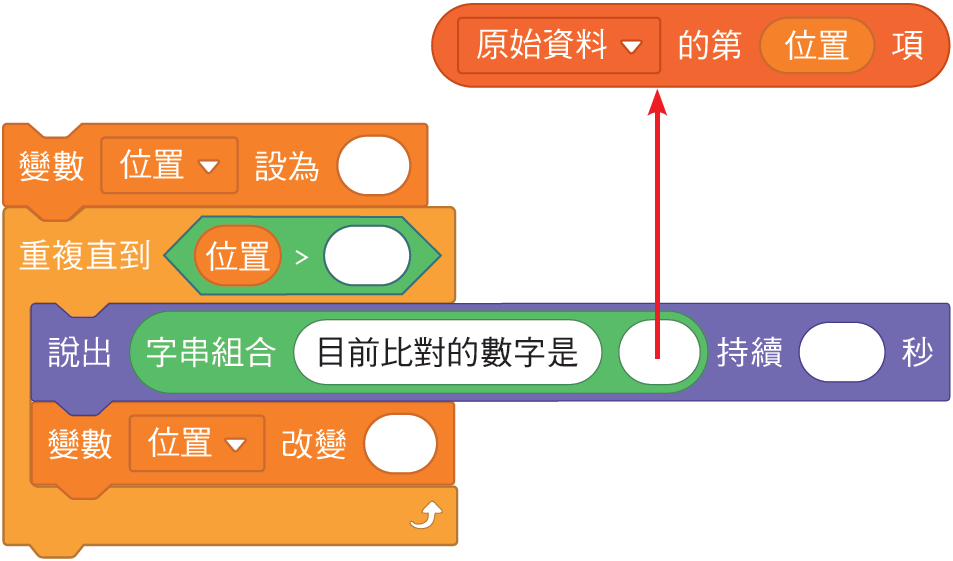 原始資料 的第 位置 項
變數 位置 設為
重複直到 位置 >
說出 字串組合 目前比對的數字是 持續 秒
變數 位置 改變